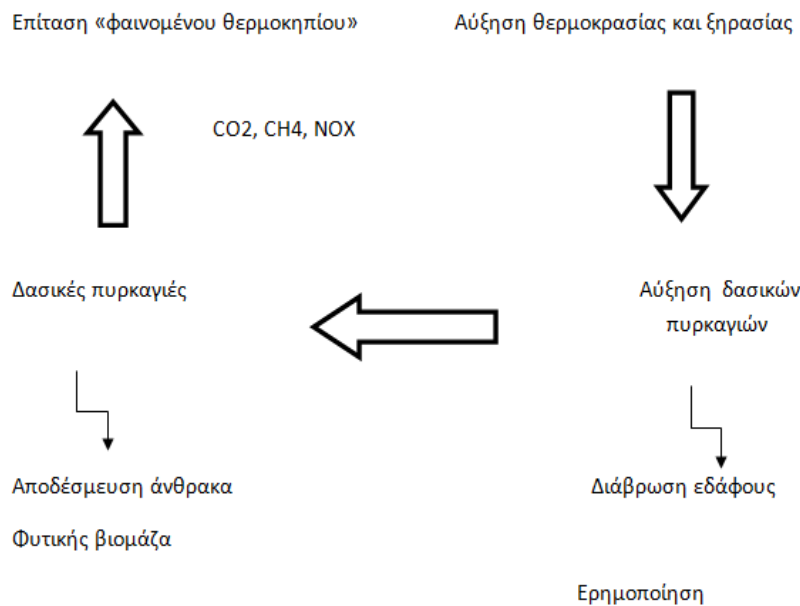 Επίταση «φαινομένου θερμοκηπίου»
Αύξηση θερμοκρασίας και ξηρασίας
CO2, CH4, NOX
Δασικές πυρκαγιές
Αύξηση δασικών
πυρκαγιών
Αποδέσμευση άνθρακα
Διάβρωση εδάφους
Φυτικής βιομάζα
Ερημοποίηση